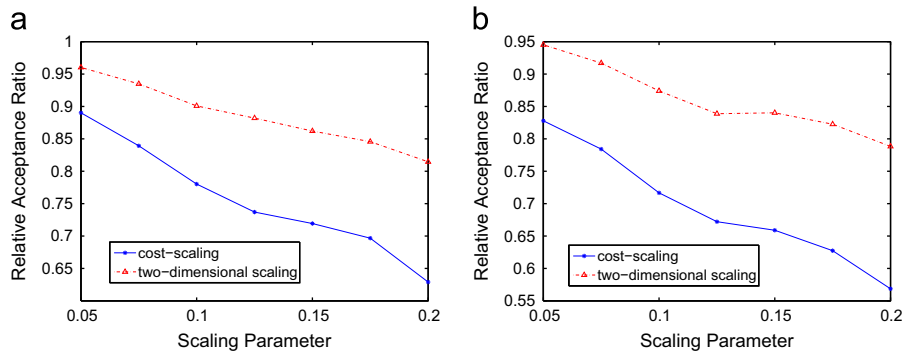 a
1
0.95
0.9
0.85
0.8
0.75
0.7
0.65
Relative Acceptance Ratio
cost-scaling
two-dimensional scaling
0.05 0.1 0.15 0.2
Scaling Parameter
b
0.95
0.9
0.85
0.8
0.75
0.7
0.65
0.6
0.55
Relative Acceptance Ratio
cost-scaling
two-dimensional scaling
0.05 0.1 0.15 0.2
Scaling Parameter